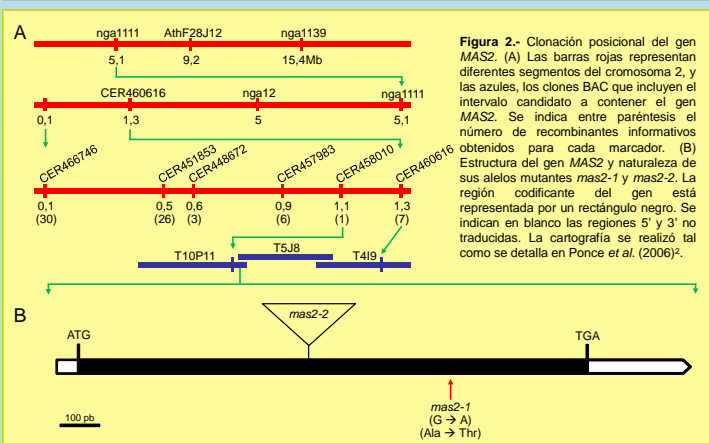 A
nga1111 AthF28J12 nga1139
5,1 9,2 15,4Mb
CER460616 nga12 nga1111
0,1 1,3 5 5,1
CER466746 CER451853 CER448672 CER457983 CER458010 CER460616
0,1 0,5 0,6 0,9 1,1 1,3
(30) (26) (3) (6) (1) (7)
T10P11 T5J8 T4I9
Figura 2.- Clonación posicional del gen
MAS2. (A) Las barras rojas representan
diferentes segmentos del cromosoma 2, y
las azules, los clones BAC que incluyen el
intervalo candidato a contener el gen
MAS2. Se indica entre paréntesis el
número de recombinantes informativos
obtenidos para cada marcador. (B)
Estructura del gen MAS2 y naturaleza de
sus alelos mutantes mas2-1 y mas2-2. La
región codificante del gen está
representada por un rectángulo negro. Se
indican en blanco las regiones 5' y 3' no
traducidas. La cartografía se realizó tal
como se detalla en Ponce et al. (2006)².
B
mas2-2
ATG TGA
100 pb
mas2-1
(G → A)
(Ala → Thr)